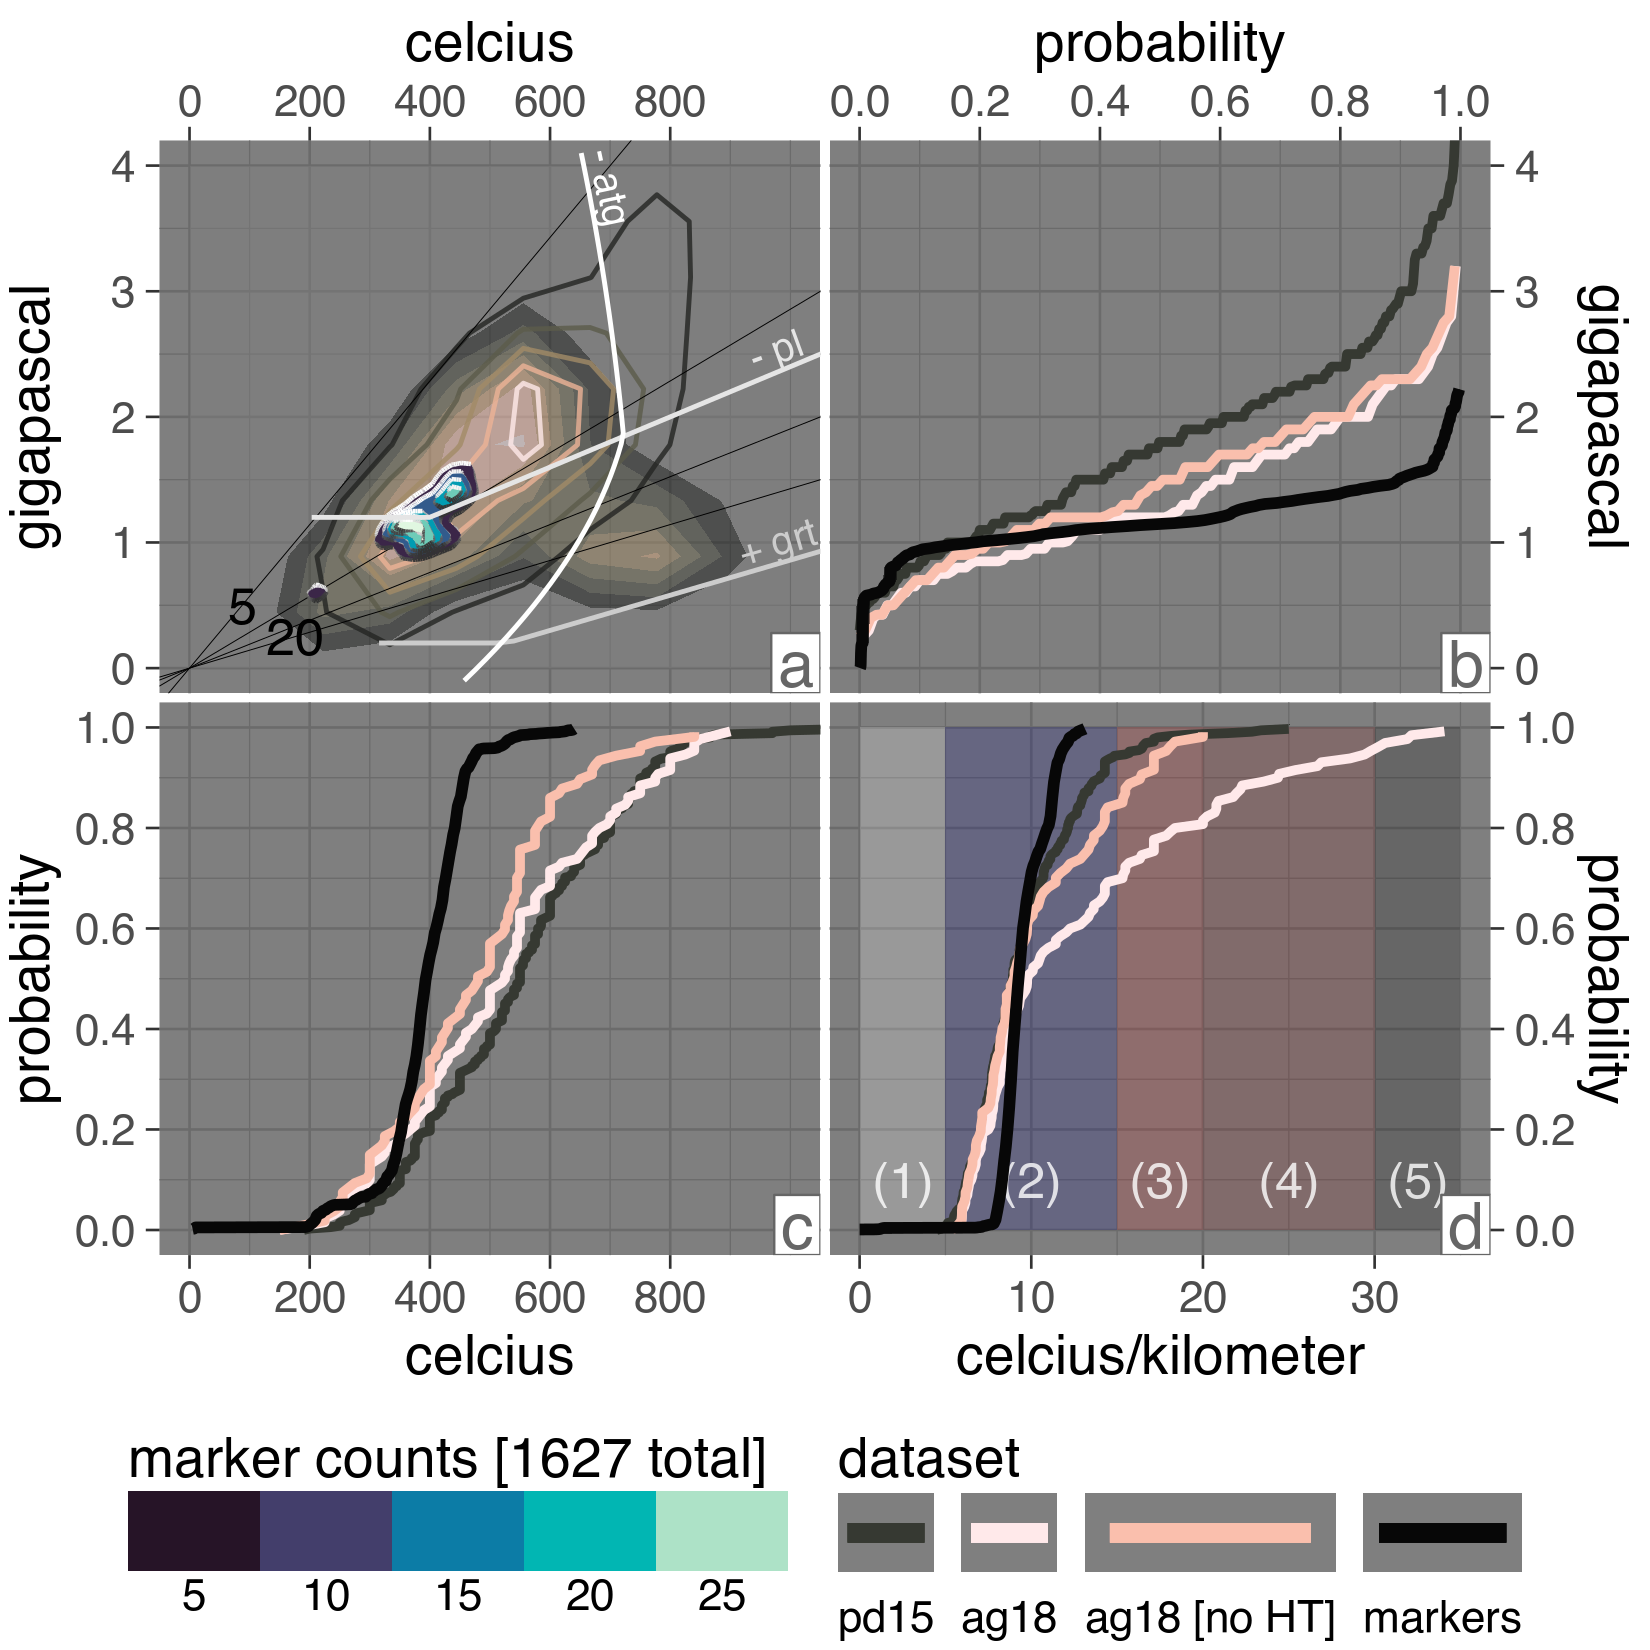 celcius
probability
0 200 400 600 800
0.0 0.2 0.4 0.6 0.8 1.0
gigapascal
4
3
2
1
0
- atg
- pl
+ grt
5
20
a
4
3
2
1
0
gigapascal
b
probability
1.0
0.8
0.6
0.4
0.2
0.0
c
(1) (2) (3) (4) (5)
d
1.0
0.8
0.6
0.4
0.2
0.0
probability
0 200 400 600 800
0 10 20 30
celcius
celcius/kilometer
marker counts [1627 total]
5 10 15 20 25
dataset
pd15 ag18 ag18 [no HT] markers